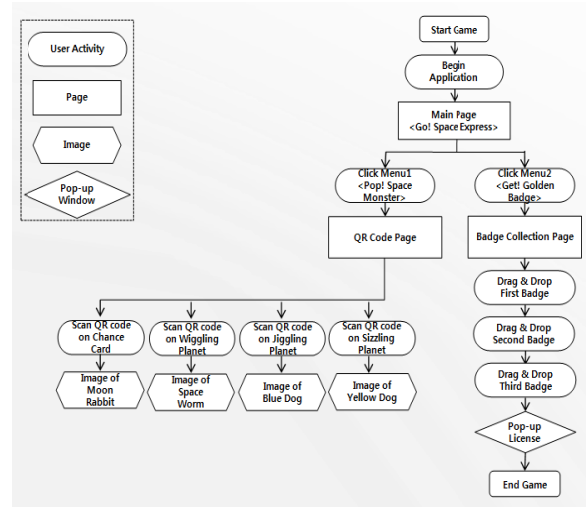 User Activity
Page
Image
Pop-up
Window
Start Game
Begin
Application
Main Page
<Go! Space Express>
Click Menu1
<Pop! Space
Monster>
Click Menu2
<Get! Golden
Badge>
QR Code Page
Badge Collection Page
Scan QR code
on Chance
Card
Scan QR code
on Wiggling
Planet
Scan QR code
on Jiggling
Planet
Scan QR code
on Sizzling
Planet
Image of
Moon
Rabbit
Image of
Space
Worm
Image of
Blue Dog
Image of
Yellow Dog
Drag & Drop
First Badge
Drag & Drop
Second Badge
Drag & Drop
Third Badge
Pop-up
License
End Game